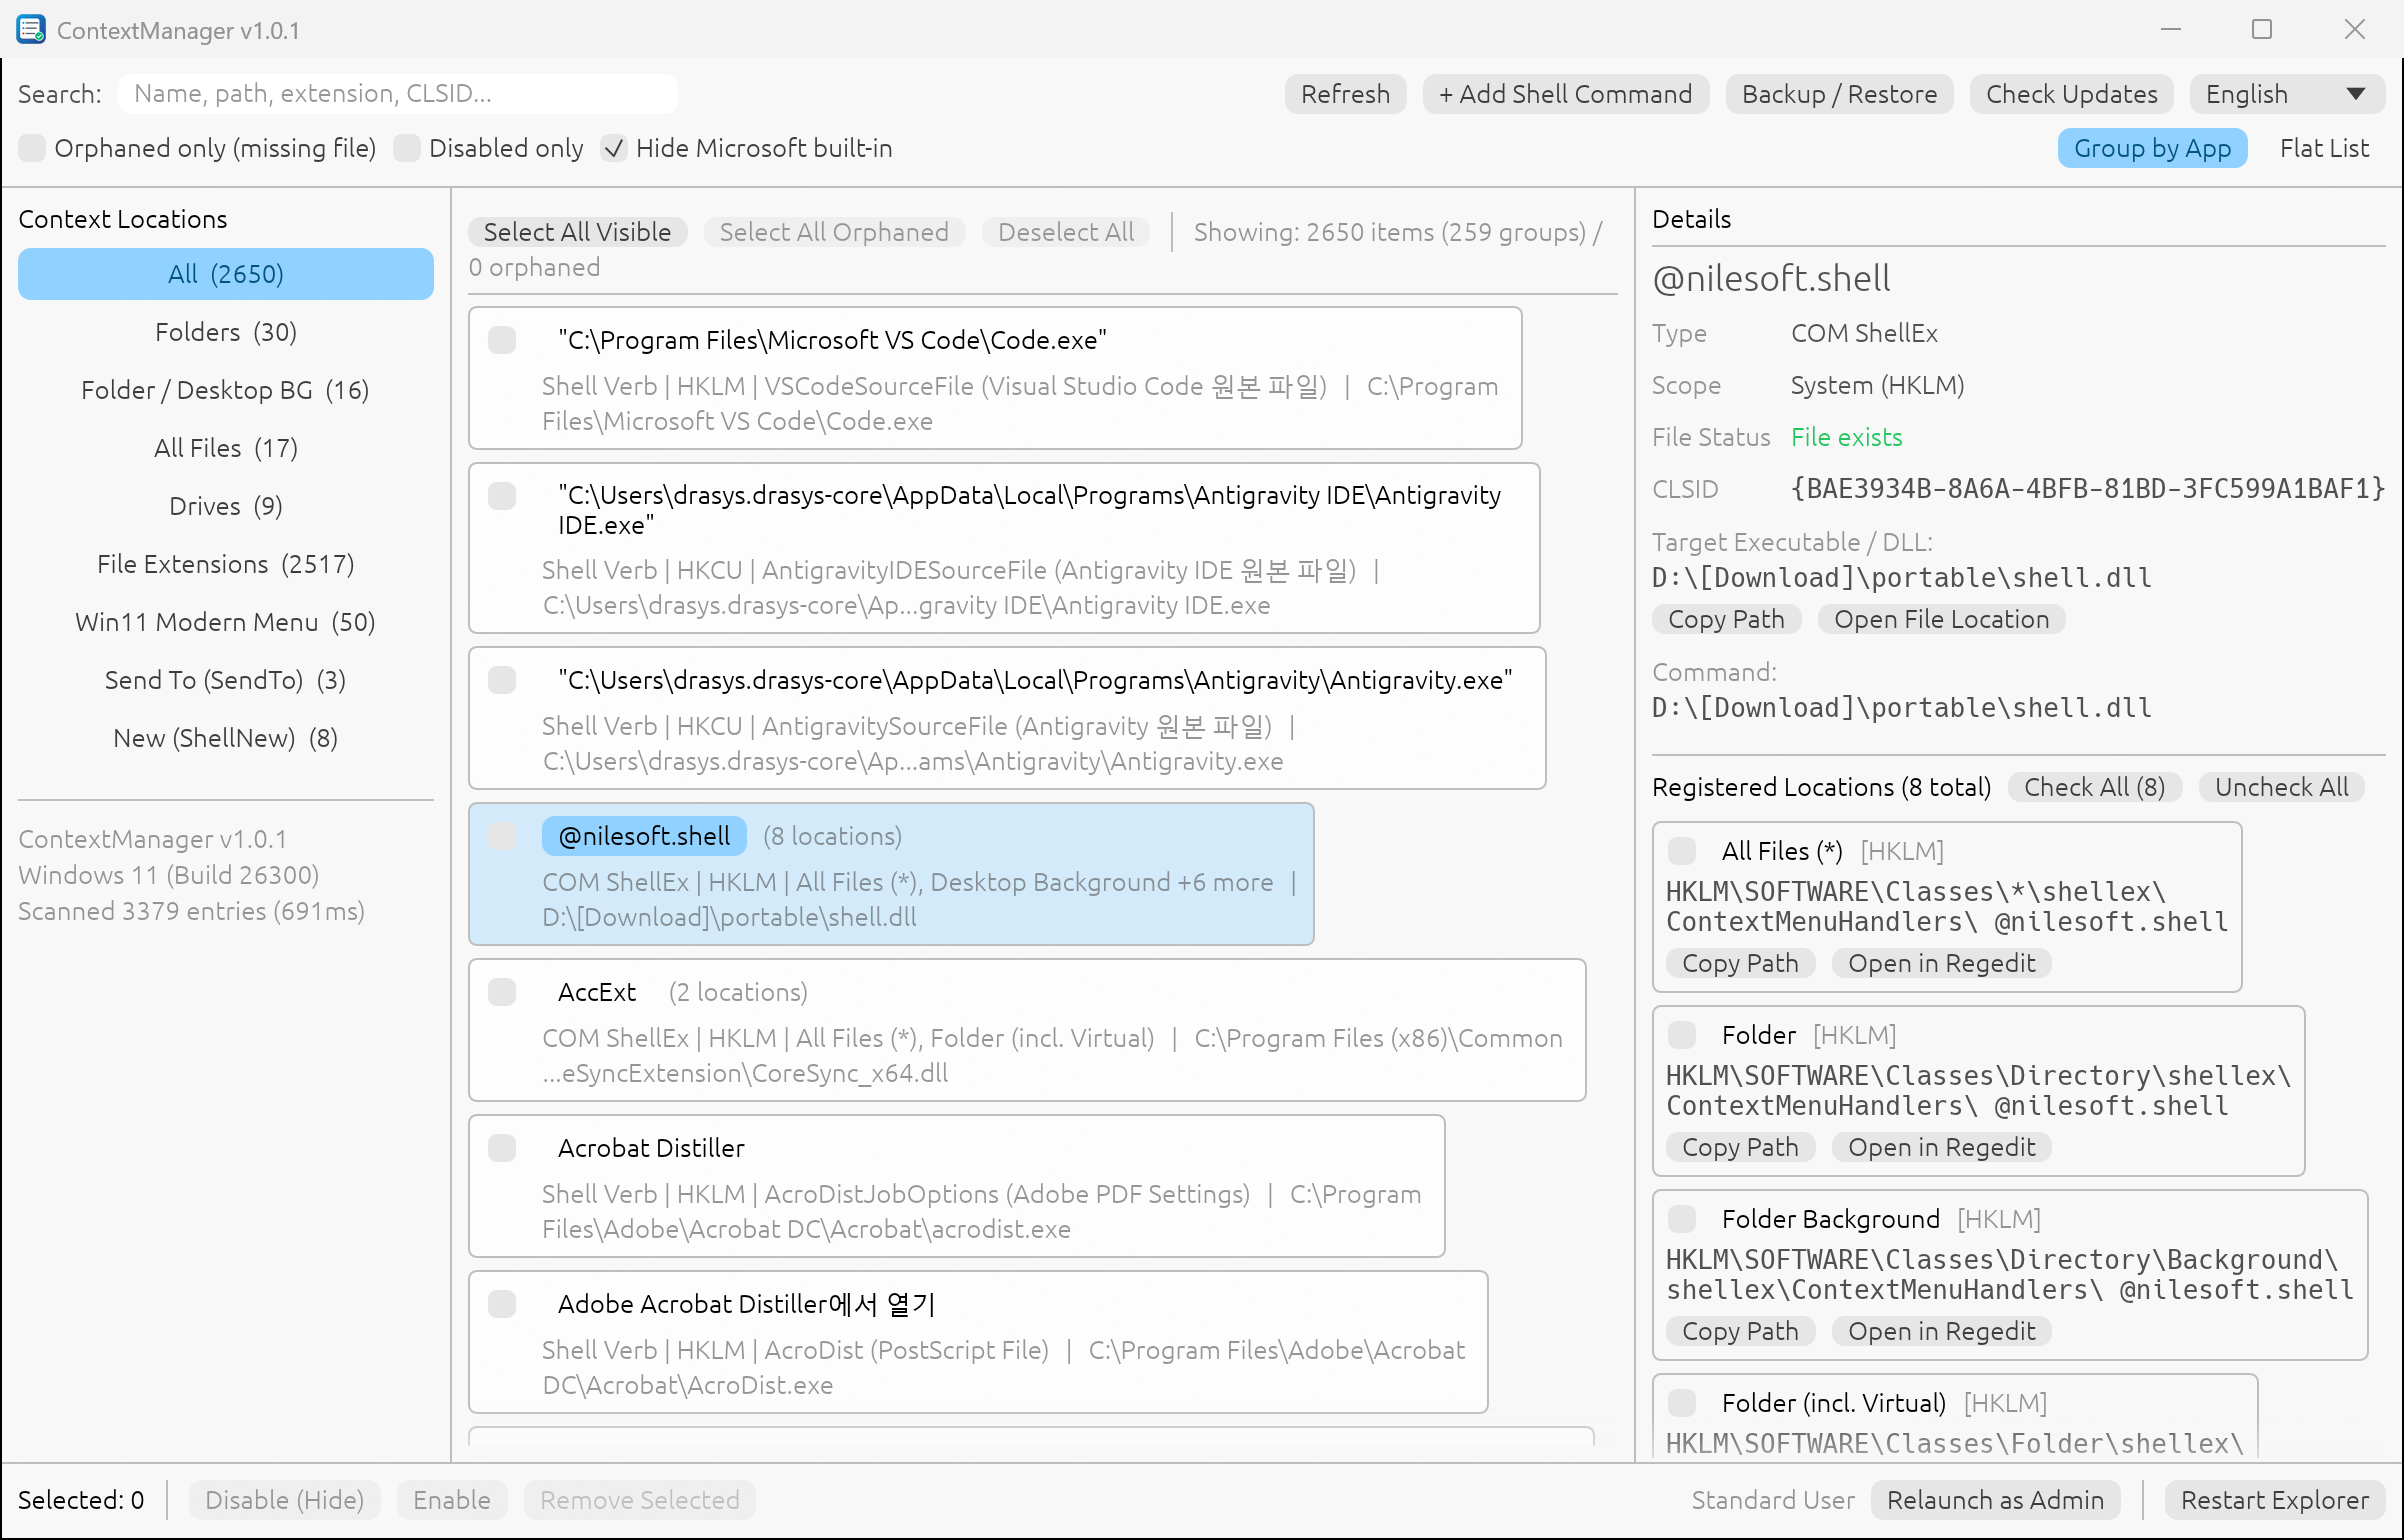 ContextManager v1.0.1
Search: Name, path, extension, CLSID...
Refresh + Add Shell Command Backup / Restore Check Updates English
Orphaned only (missing file) Disabled only Hide Microsoft built-in
Group by App Flat List
Context Locations
All (2650)
Folders (30)
Folder / Desktop BG (16)
All Files (17)
Drives (9)
File Extensions (2517)
Win11 Modern Menu (50)
Send To (SendTo) (3)
New (ShellNew) (8)
ContextManager v1.0.1
Windows 11 (Build 26300)
Scanned 3379 entries (691ms)
Select All Visible Select All Orphaned Deselect All Showing: 2650 items (259 groups) /
0 orphaned
"C:\Program Files\Microsoft VS Code\Code.exe"
Shell Verb | HKLM | VSCodeSourceFile (Visual Studio Code 원본 파일) | C:\Program
Files\Microsoft VS Code\Code.exe
"C:\Users\drasys.drasys-core\AppData\Local\Programs\Antigravity IDE\Antigravity
IDE.exe"
Shell Verb | HKCU | AntigravityIDESourceFile (Antigravity IDE 원본 파일) |
C:\Users\drasys.drasys-core\Ap...gravity IDE\Antigravity IDE.exe
"C:\Users\drasys.drasys-core\AppData\Local\Programs\Antigravity\Antigravity.exe"
Shell Verb | HKCU | AntigravitySourceFile (Antigravity 원본 파일) |
C:\Users\drasys.drasys-core\Ap...ams\Antigravity\Antigravity.exe
@nilesoft.shell (8 locations)
COM ShellEx | HKLM | All Files (*), Desktop Background +6 more |
D:\[Download]\portable\shell.dll
AccExt (2 locations)
COM ShellEx | HKLM | All Files (*), Folder (incl. Virtual) | C:\Program Files (x86)\Common
...eSyncExtension\CoreSync_x64.dll
Acrobat Distiller
Shell Verb | HKLM | AcroDistJobOptions (Adobe PDF Settings) | C:\Program
Files\Adobe\Acrobat DC\Acrobat\acrodist.exe
Adobe Acrobat Distiller에서 열기
Shell Verb | HKLM | AcroDist (PostScript File) | C:\Program Files\Adobe\Acrobat
DC\Acrobat\AcroDist.exe
Details
@nilesoft.shell
Type COM ShellEx
Scope System (HKLM)
File Status File exists
CLSID {BAE3934B-8A6A-4BFB-81BD-3FC599A1BAF1}
Target Executable / DLL:
D:\[Download]\portable\shell.dll
Copy Path Open File Location
Command:
D:\[Download]\portable\shell.dll
Registered Locations (8 total) Check All (8) Uncheck All
All Files (*) [HKLM]
HKLM\SOFTWARE\Classes\*\shellex\
ContextMenuHandlers\ @nilesoft.shell
Copy Path Open in Regedit
Folder [HKLM]
HKLM\SOFTWARE\Classes\Directory\shellex\
ContextMenuHandlers\ @nilesoft.shell
Copy Path Open in Regedit
Folder Background [HKLM]
HKLM\SOFTWARE\Classes\Directory\Background\
shellex\ContextMenuHandlers\ @nilesoft.shell
Copy Path Open in Regedit
Folder (incl. Virtual) [HKLM]
HKLM\SOFTWARE\Classes\Folder\shellex\
Selected: 0 Disable (Hide) Enable Remove Selected
Standard User Relaunch as Admin Restart Explorer